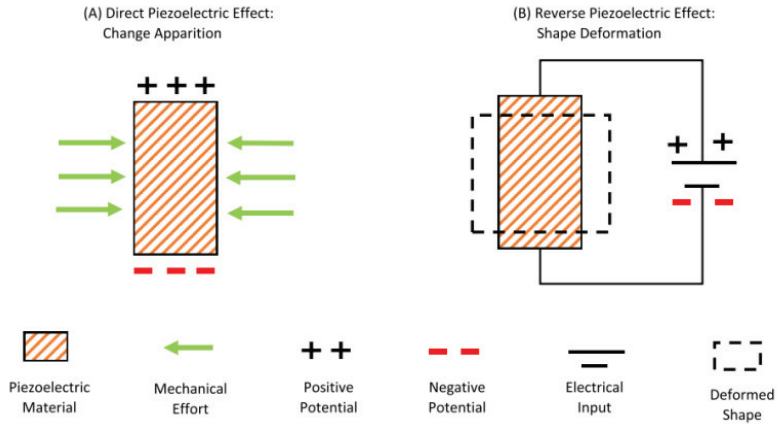 (A) Direct Piezoelectric Effect:
Change Apparition
(B) Reverse Piezoelectric Effect:
Shape Deformation
+ + +
+ +
Piezoelectric
Material
Mechanical
Effort
+ +
Positive
Potential
Negative
Potential
Electrical
Input
Deformed
Shape